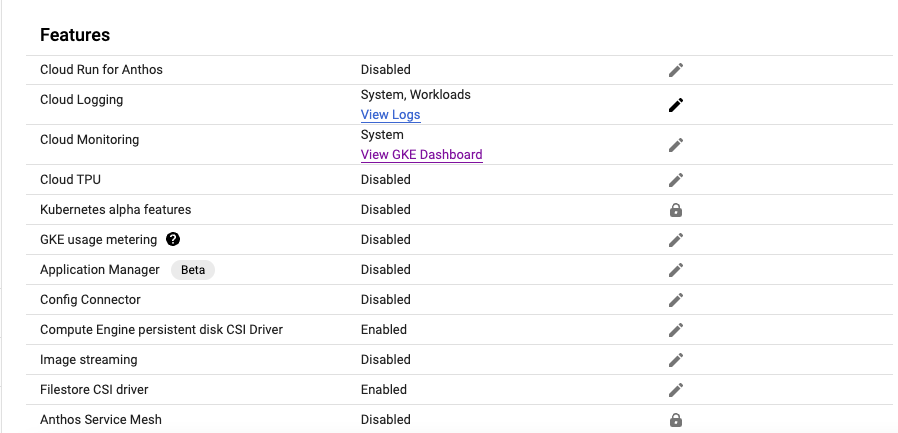 Features
Cloud Run for Anthos Disabled
Cloud Logging System, Workloads
View Logs
Cloud Monitoring System
View GKE Dashboard
Cloud TPU Disabled
Kubernetes alpha features Disabled
GKE usage metering ? Disabled
Application Manager Beta Disabled
Config Connector Disabled
Compute Engine persistent disk CSI Driver Enabled
Image streaming Disabled
Filestore CSI driver Enabled
Anthos Service Mesh Disabled